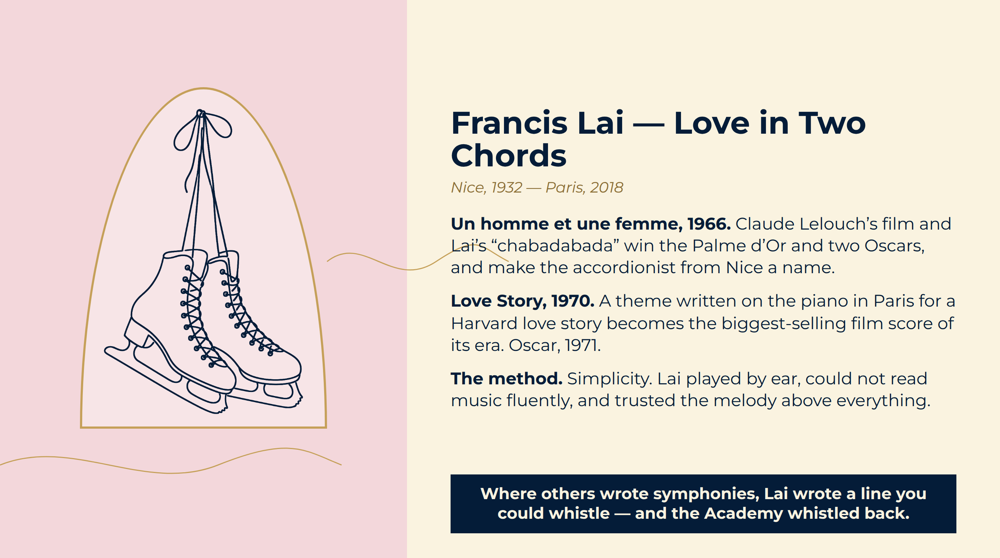 Francis Lai — Love in Two
Chords
Nice, 1932 — Paris, 2018
Un homme et une femme, 1966. Claude Lelouch’s film and
Lai’s “chabadabada” win the Palme d’Or and two Oscars,
and make the accordionist from Nice a name.
Love Story, 1970. A theme written on the piano in Paris for a
Harvard love story becomes the biggest-selling film score of
its era. Oscar, 1971.
The method. Simplicity. Lai played by ear, could not read
music fluently, and trusted the melody above everything.
Where others wrote symphonies, Lai wrote a line you
could whistle — and the Academy whistled back.